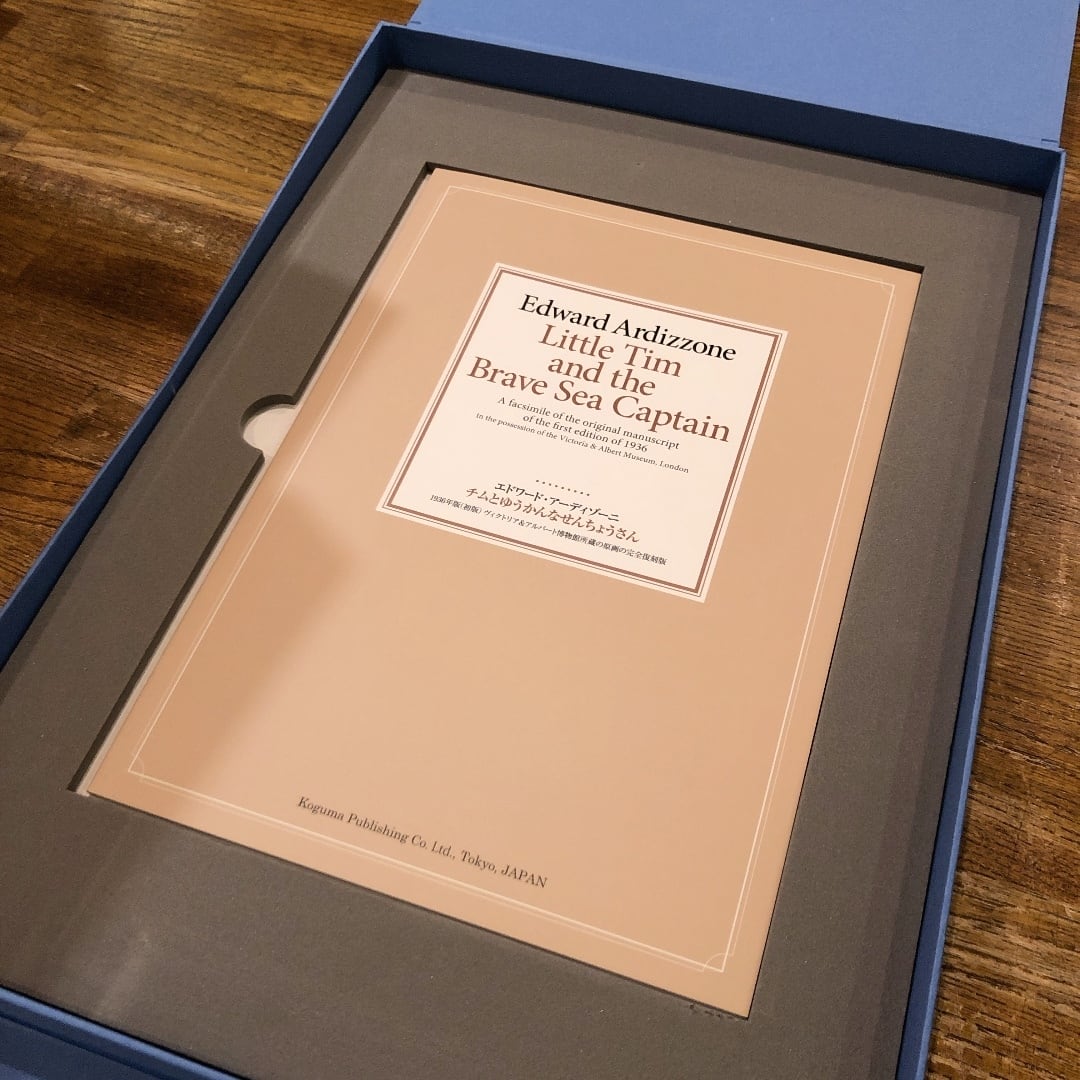 Edward Ardizzone
Little Tim
and the
Brave Sea Captain
A facsimile of the original manuscript
of the first edition of 1936
in the possession of the Victoria & Albert Museum, London
エドワード・アーディゾーニ
チムとゆうかんなせんちょうさん
1936年版(初版) ヴィクトリア&アルバート博物館所蔵の原画の完全復刻版
Koguma Publishing Co. Ltd., Tokyo, JAPAN